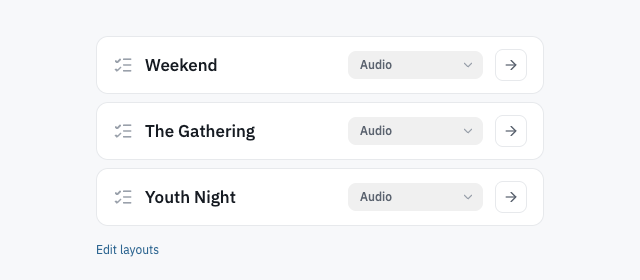 Weekend Audio
The Gathering Audio
Youth Night Audio
Edit layouts